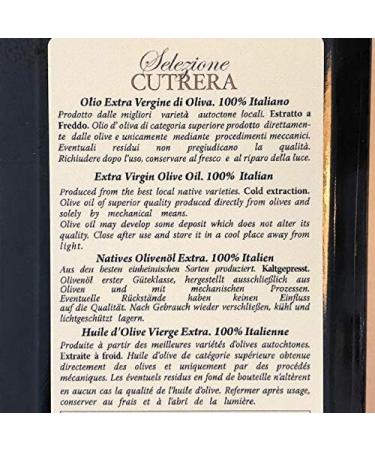 Selezione
CUTRERA
Olio Extra Vergine di Oliva. 100% Italiano
Prodotto dalle migliori varietà autoctone locali. Estratto a
Freddo. Olio d'oliva di categoria superiore prodotto direttamen-
te dalle olive e unicamente mediante procedimenti meccanici.
Eventuali residui non pregiudicano la qualità.
Richiudere dopo l'uso, conservare al fresco e al riparo della luce.
Extra Virgin Olive Oil. 100% Italian
Produced from the best local native varieties. Cold extraction.
Olive oil of superior quality produced directly from olives and
solely by mechanical means.
Olive oil may develop some deposit which does not alter its
quality. Close after use and store it in a cool place away from
light.
Natives Olivenöl Extra. 100% Italien
Aus den besten einheimischen Sorten produziert. Kaltgepresst.
Olivenöl erster Güteklasse, hergestellt ausschließlich aus
Oliven und mit mechanischen Prozessen.
Eventuelle Rückstände haben keinen Einfluss
auf die Qualität. Nach Gebrauch wieder verschließen, kühl und
lichtgeschützt lagern.
Huile d'Olive Vierge Extra. 100% Italienne
Produite à partir des meilleures variétés d'olives autochtones.
Extraite à froid. Huile d'olive de catégorie supérieure obtenue
directement des olives et uniquement par des procédés
mécaniques. Les éventuels residus en fond de bouteille n'altèrent
en aucun cas la qualité de l'huile d'olive. Refermer après usage,
conserver au frais et à l'abri de la lumière.